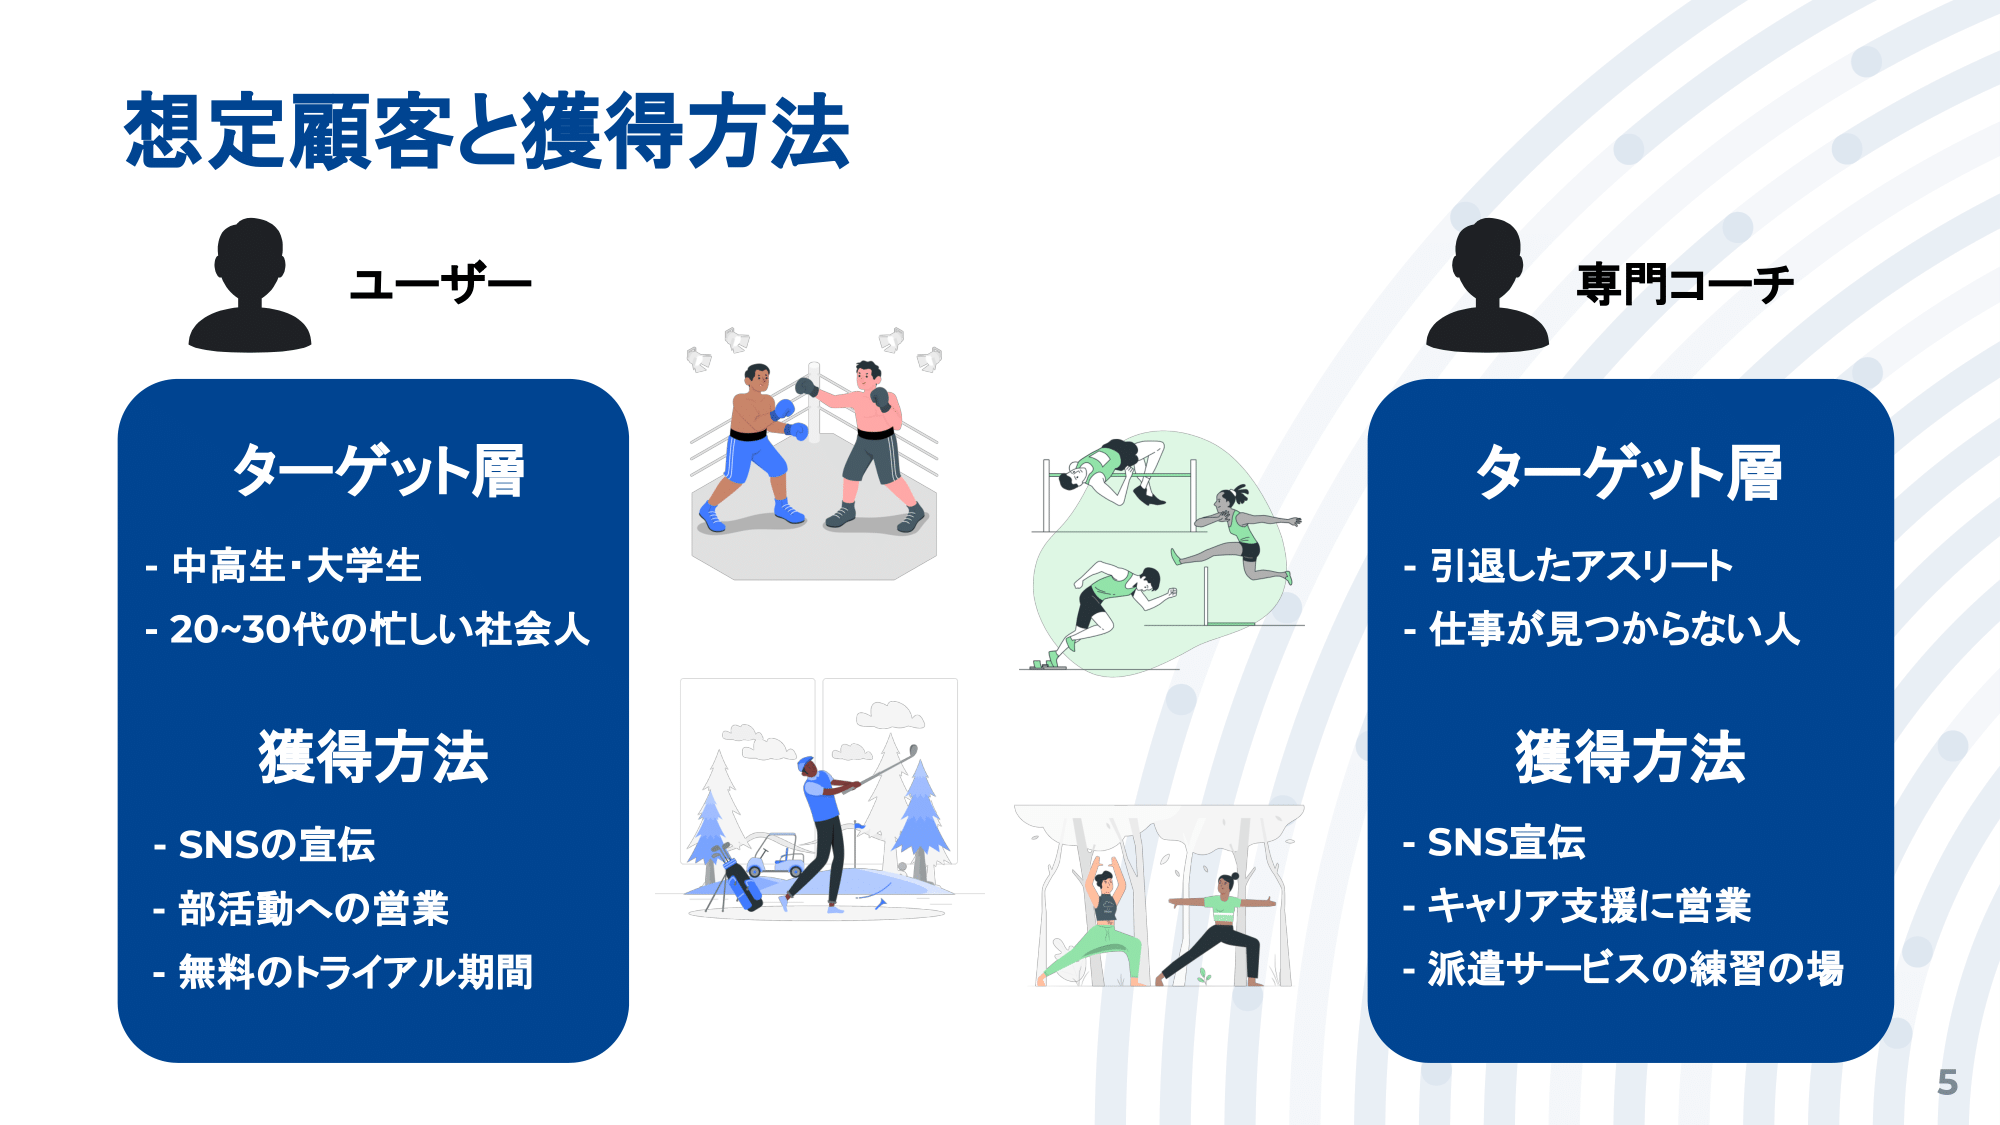 想定顧客と獲得方法
ユーザー
ターゲット層
- 中高生・大学生
- 20~30代の忙しい社会人
獲得方法
- SNSの宣伝
- 部活動への営業
- 無料のトライアル期間
専門コーチ
ターゲット層
- 引退したアスリート
- 仕事が見つからない人
獲得方法
- SNS宣伝
- キャリア支援に営業
- 派遣サービスの練習の場
5